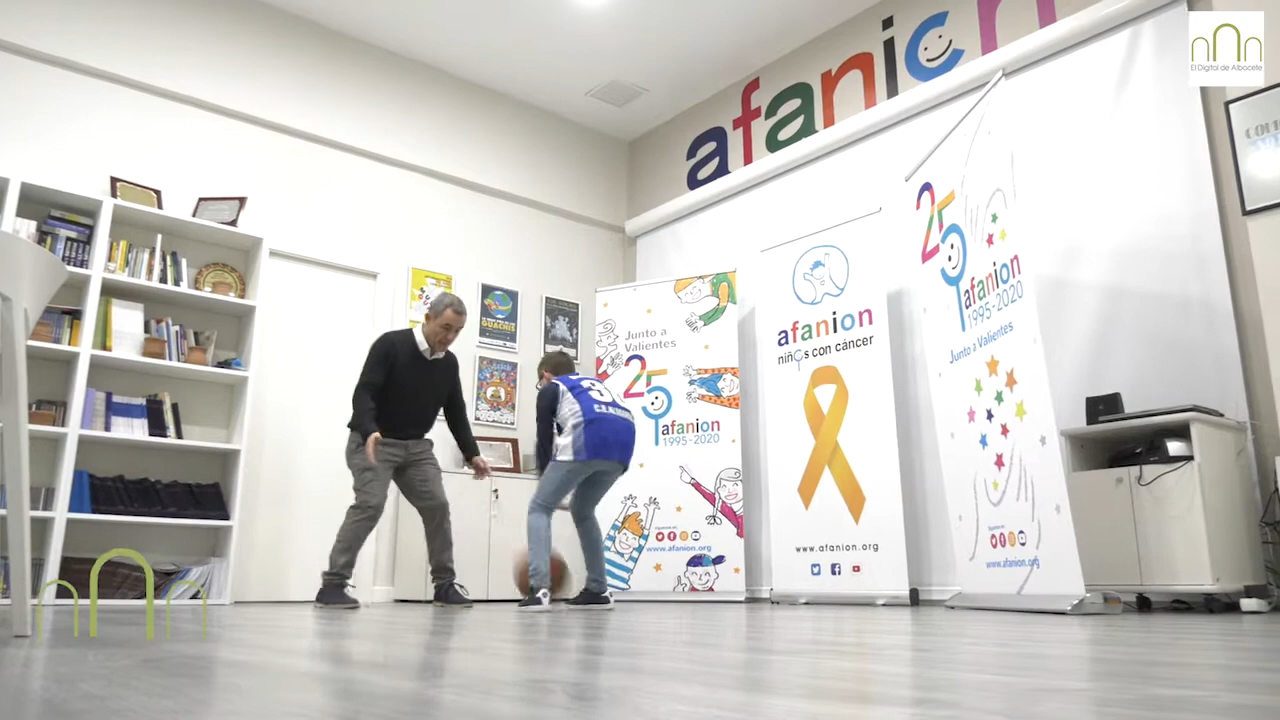 afanion
El Digital de Albacete
Junto a
Valientes
25
afanion
1995-2020
www.afanion.org
afanion
niños con cáncer
www.afanion.org
25
afanion
1995-2020
Junto a Valientes
www.afanion.org
GUACHIS
3